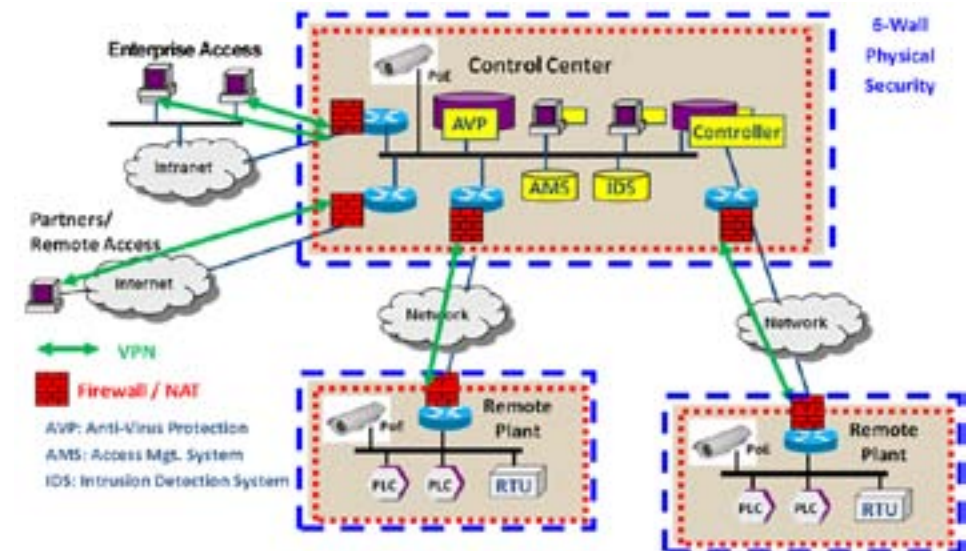 Enterprise Access
Intranet
Partners/
Remote Access
Internet
VPN
Firewall / NAT
AVP: Anti-Virus Protection
AMS: Access Mgt. System
IDS: Intrusion Detection System
PoE
Control Center
AVP
Controller
AMS
IDS
6-Wall
Physical
Security
Network
Network
PoE
Remote
Plant
PLC
PLC
RTU
PoE
Remote
Plant
PLC
PLC
RTU